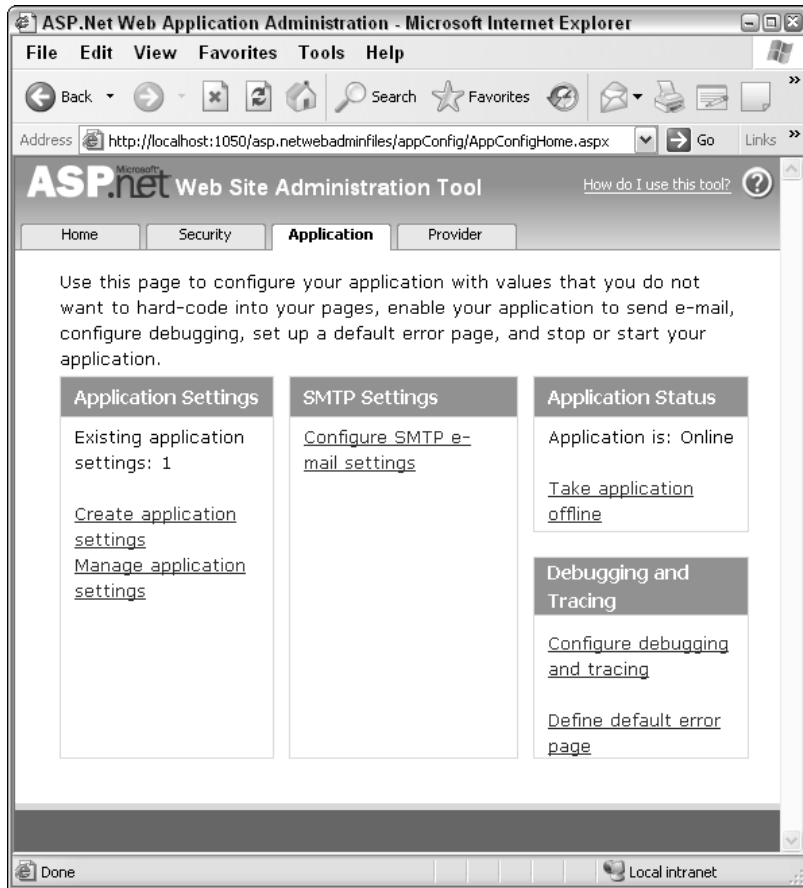 ASP.Net Web Application Administration - Microsoft Internet Explorer
File Edit View Favorites Tools Help
Back Search Favorites »
Address http://localhost:1050/asp.netwebadminfiles/appConfig/AppConfigHome.aspx Go Links »
Microsoft®
ASP.net Web Site Administration Tool How do I use this tool? ?
Home Security Application Provider
Use this page to configure your application with values that you do not
want to hard-code into your pages, enable your application to send e-mail,
configure debugging, set up a default error page, and stop or start your
application.
Application Settings
Existing application
settings: 1
Create application
settings
Manage application
settings
SMTP Settings
Configure SMTP e-
mail settings
Application Status
Application is: Online
Take application
offline
Debugging and
Tracing
Configure debugging
and tracing
Define default error
page
Done Local intranet